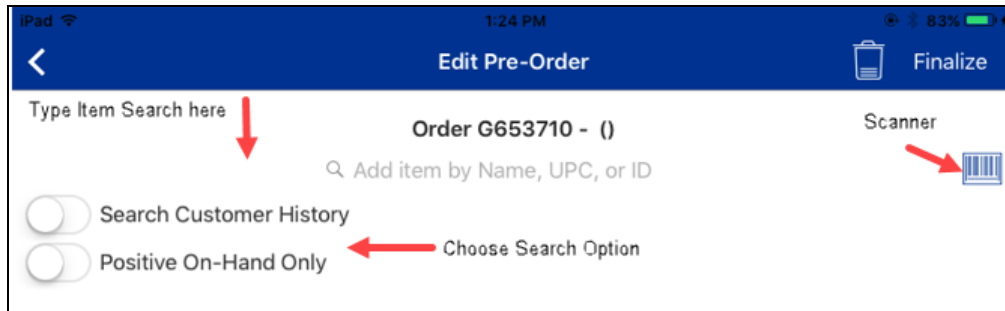 iPad 1:24 PM 83%
Edit Pre-Order Finalize
Type Item Search here
Scanner
Order G653710 - ()
Add item by Name, UPC, or ID
Search Customer History
Choose Search Option
Positive On-Hand Only